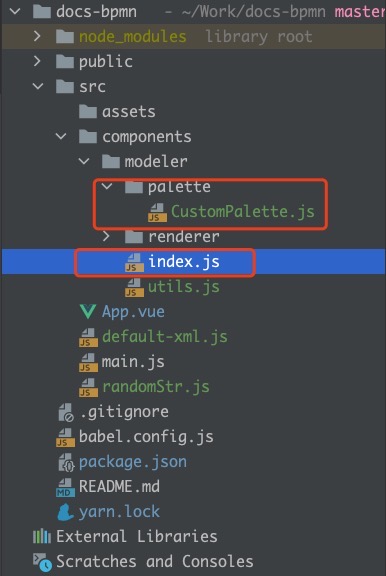 docs-bpmn – ~/Work/docs-bpmn master
node_modules library root
public
src
assets
components
modeler
palette
JS CustomPalette.js
renderer
JS index.js
JS utils.js
App.vue
JS default-xml.js
JS main.js
JS randomStr.js
.gitignore
JS babel.config.js
package.json
MD README.md
yarn.lock
External Libraries
Scratches and Consoles